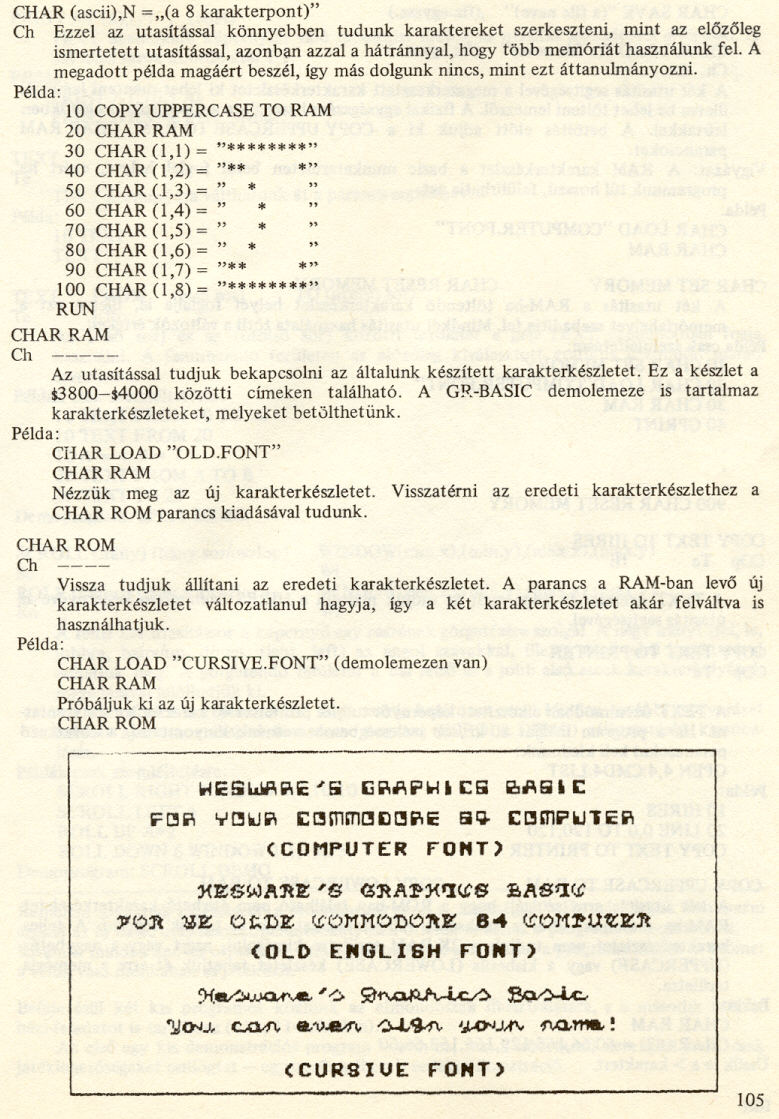 CHAR (ascii),N =„(a 8 karakterpont)”
Ch Ezzel az utasítással könnyebben tudunk karaktereket szerkeszteni, mint az előzőleg
ismertetett utasítással, azonban azzal a hátránnyal, hogy több memóriát használunk fel. A
megadott példa magáért beszél, így más dolgunk nincs, mint ezt áttanulmányozni.
Példa:
10 COPY UPPERCASE TO RAM
20 CHAR RAM
30 CHAR (1,1) = ”********”
40 CHAR (1,2) = ”**      *”
50 CHAR (1,3) = ”   *       ”
60 CHAR (1,4) = ”     *     ”
70 CHAR (1,5) = ”     *     ”
80 CHAR (1,6) = ”   *       ”
90 CHAR (1,7) = ”**      *”
100 CHAR (1,8) = ”********”
RUN
CHAR RAM
Ch ————
Az utasítással tudjuk bekapcsolni az általunk készített karakterkészletet. Ez a készlet a
$3800–$4000 közötti címeken található. A GR-BASIC demolemeze is tartalmaz
karakterkészleteket, melyeket betölthetünk.
Példa:
CHAR LOAD ”OLD.FONT”
CHAR RAM
Nézzük meg az új karakterkészletet. Visszatérni az eredeti karakterkészlethez a
CHAR ROM parancs kiadásával tudunk.
CHAR ROM
Ch ————
Vissza tudjuk állítani az eredeti karakterkészletet. A parancs a RAM-ban levő új
karakterkészletet változatlanul hagyja, így a két karakterkészletet akár felváltva is
használhatjuk.
Példa:
CHAR LOAD ”CURSIVE.FONT” (demolemezen van)
CHAR RAM
Próbáljuk ki az új karakterkészletet.
CHAR ROM
HESWARE'S GRAPHICS BASIC
FOR YOUR COMMODORE 64 COMPUTER
(COMPUTER FONT)
HESWARE'S GRAPHICS BASIC
FOR YE OLDE COMMODORE 64 COMPUTER
(OLD ENGLISH FONT)
Hesware's Graphics Basic
You can even sign your name!
(CURSIVE FONT)
105